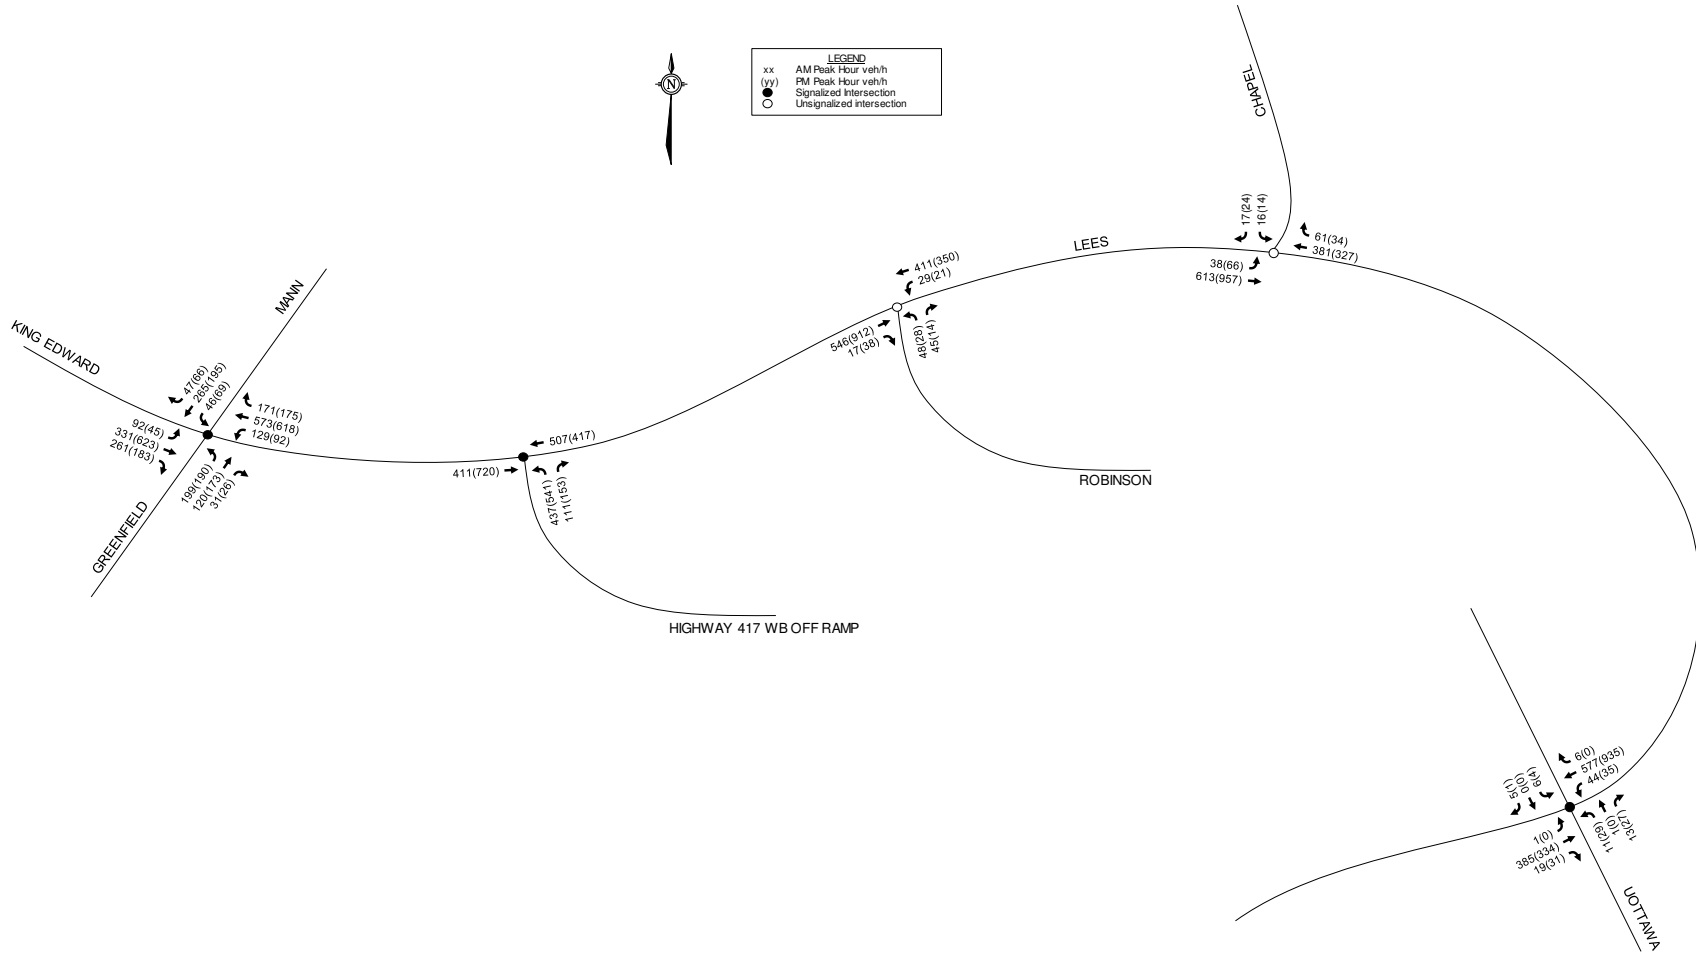 LEGEND
xx AM Peak Hour veh/h
(yy) PM Peak Hour veh/h
Signalized Intersection
Unsignalized intersection
N
CHAPEL
17(24)
16(14)
61(34)
381(327)
38(66)
613(957)
LEES
411(350)
29(21)
546(912)
17(38)
48(28)
45(14)
ROBINSON
MANN
KING EDWARD
47(66)
265(195)
46(69)
171(175)
573(618)
129(92)
92(45)
331(623)
261(183)
199(190)
120(173)
31(26)
GREENFIELD
507(417)
411(720)
437(541)
111(153)
HIGHWAY 417 WB OFF RAMP
6(0)
577(935)
44(35)
5(1)
0(0)
6(4)
1(0)
385(334)
19(31)
11(29)
1(0)
13(27)
UOTTAWA